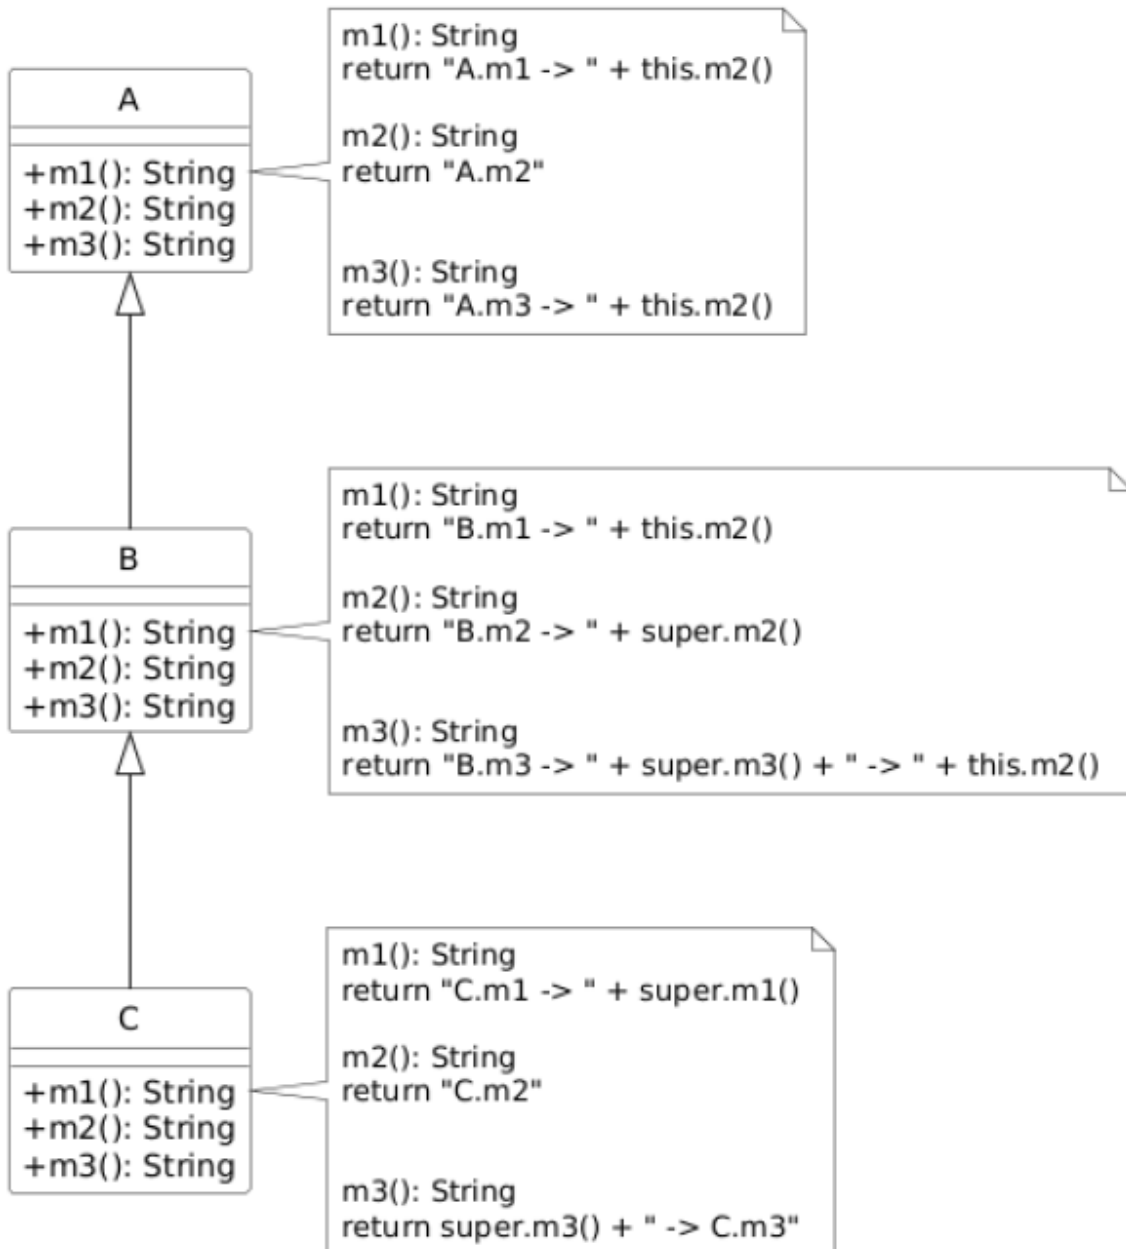 A
+m1(): String
+m2(): String
+m3(): String
m1(): String
return "A.m1 -> " + this.m2()
m2(): String
return "A.m2"
m3(): String
return "A.m3 -> " + this.m2()
B
+m1(): String
+m2(): String
+m3(): String
m1(): String
return "B.m1 -> " + this.m2()
m2(): String
return "B.m2 -> " + super.m2()
m3(): String
return "B.m3 -> " + super.m3() + " -> " + this.m2()
C
+m1(): String
+m2(): String
+m3(): String
m1(): String
return "C.m1 -> " + super.m1()
m2(): String
return "C.m2"
m3(): String
return super.m3() + " -> C.m3"